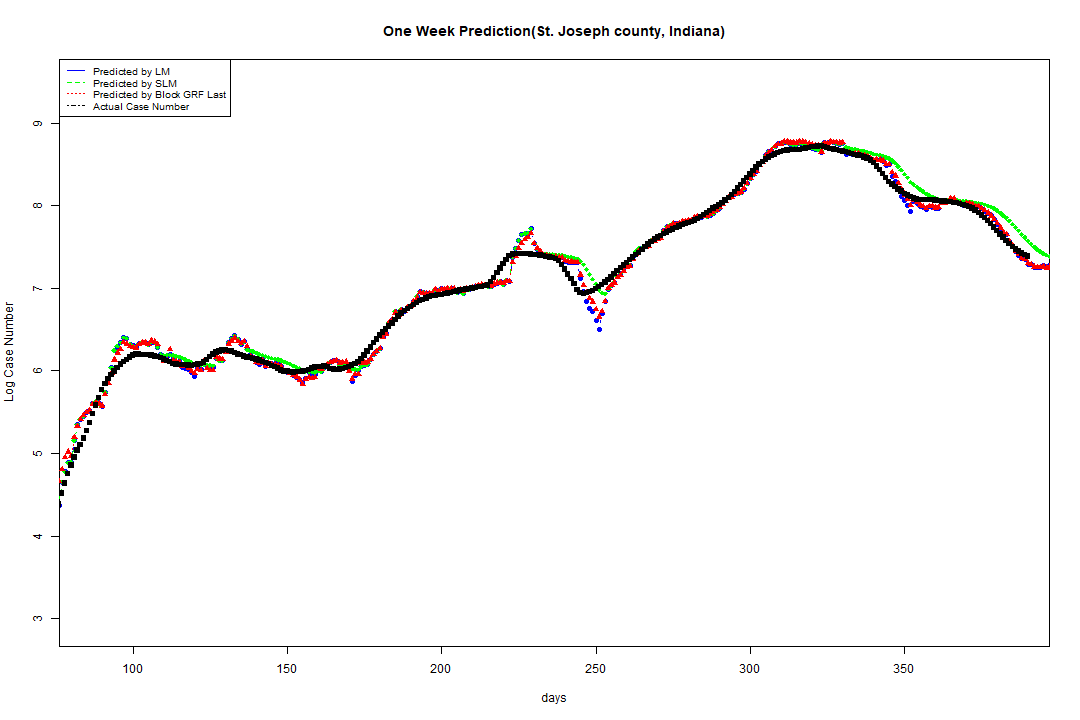 One Week Prediction(St. Joseph county, Indiana)
Predicted by LM
Predicted by SLM
Predicted by Block GRF Last
Actual Case Number
9
8
7
6
5
4
3
Log Case Number
100 150 200 250 300 350
days